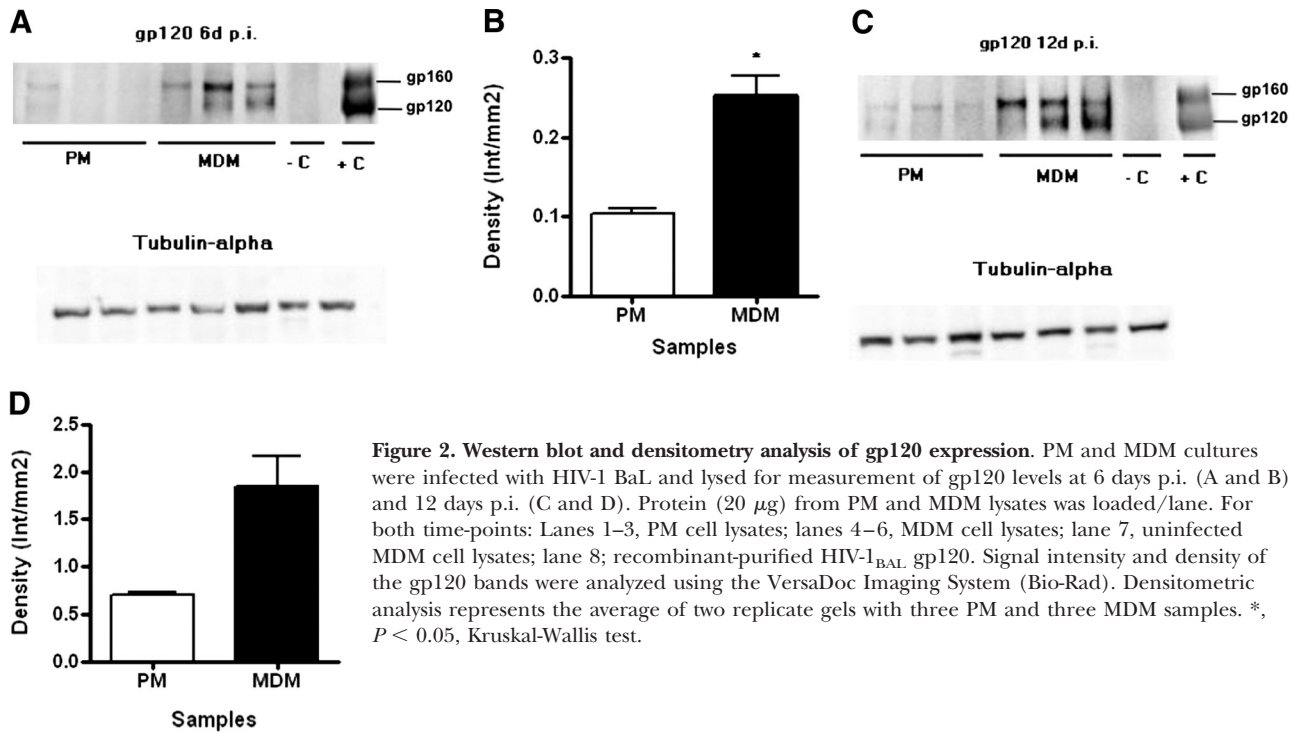 A
gp120 6d p.i.
gp160
gp120
PM
MDM
- C
+ C
Tubulin-alpha
B
Density (Int/mm2)
0.3
0.2
0.1
0.0
*
PM
MDM
Samples
C
gp120 12d p.i.
gp160
gp120
PM
MDM
- C
+ C
Tubulin-alpha
D
Density (Int/mm2)
2.5
2.0
1.5
1.0
0.5
0.0
PM
MDM
Samples
Figure 2. Western blot and densitometry analysis of gp120 expression. PM and MDM cultures
were infected with HIV-1 BaL and lysed for measurement of gp120 levels at 6 days p.i. (A and B)
and 12 days p.i. (C and D). Protein (20 μg) from PM and MDM lysates was loaded/lane. For
both time-points: Lanes 1–3, PM cell lysates; lanes 4–6, MDM cell lysates; lane 7, uninfected
MDM cell lysates; lane 8; recombinant-purified HIV-1BAL gp120. Signal intensity and density of
the gp120 bands were analyzed using the VersaDoc Imaging System (Bio-Rad). Densitometric
analysis represents the average of two replicate gels with three PM and three MDM samples. *,
P < 0.05, Kruskal-Wallis test.